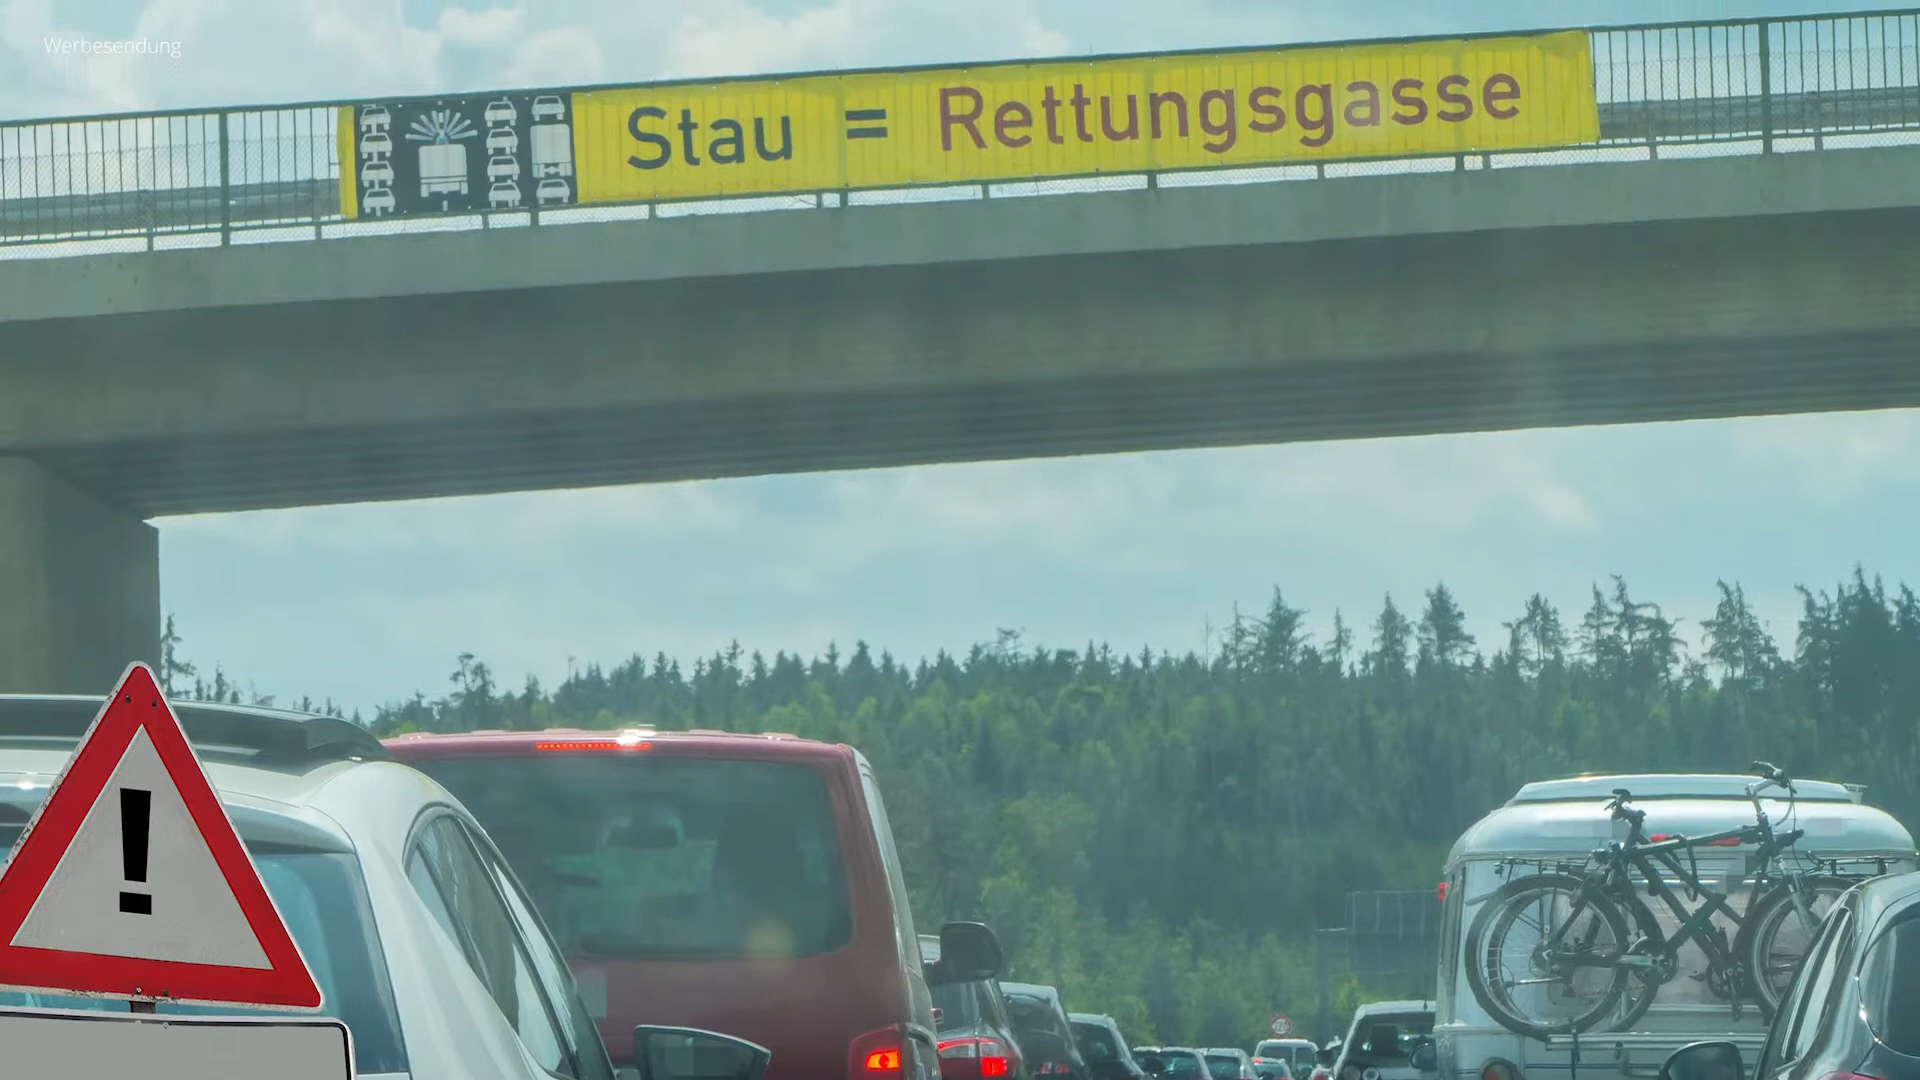 Werbesendung
Stau = Rettungsgasse
!